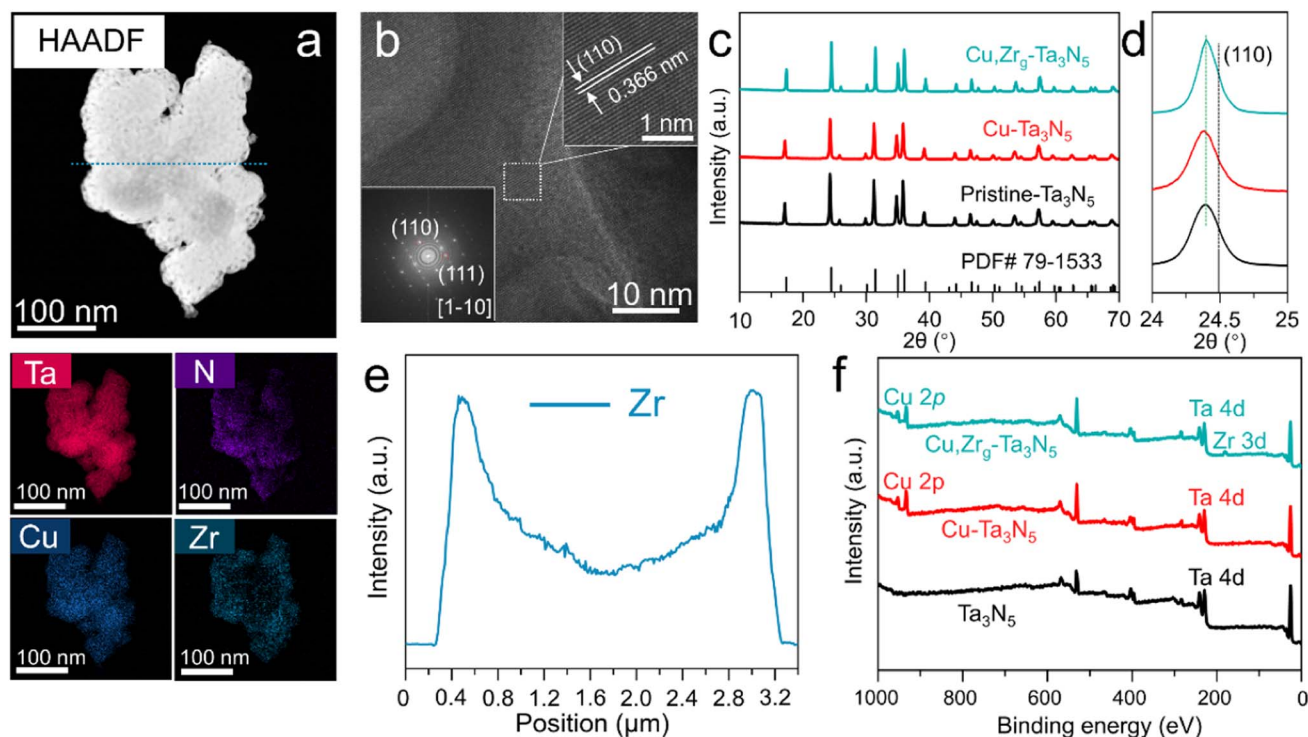 HAADF
a
100 nm
Ta
N
100 nm
100 nm
Cu
Zr
100 nm
100 nm
b
(110)
0.366 nm
1 nm
(110)
(111)
[1-10]
10 nm
c
Intensity (a.u.)
Cu,Zrg-Ta3N5
Cu-Ta3N5
Pristine-Ta3N5
PDF# 79-1533
10 20 30 40 50 60 70
2θ (°)
d
(110)
24 24.5 25
2θ (°)
e
Intensity (a.u.)
Zr
0 0.4 0.8 1.2 1.6 2.0 2.4 2.8 3.2
Position (μm)
f
Intensity (a.u.)
Cu 2p
Cu,Zrg-Ta3N5
Ta 4d
Zr 3d
Cu 2p
Cu-Ta3N5
Ta 4d
Ta3N5
Ta 4d
1000 800 600 400 200 0
Binding energy (eV)